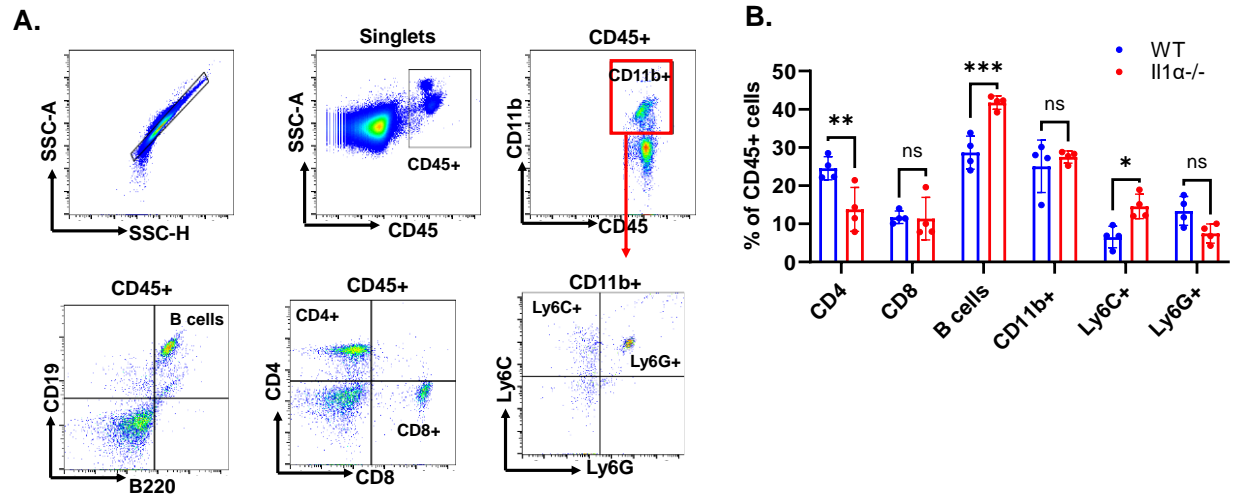 A.
SSC-A
SSC-H
Singlets
SSC-A
CD45+
CD45
CD45+
CD11b+
CD11b
CD45
CD45+
B cells
CD19
B220
CD45+
CD4+
CD4
CD8+
CD8
CD11b+
Ly6C+
Ly6G+
Ly6C
Ly6G
B.
WT
Il1α-/-
% of CD45+ cells
50
40
30
20
10
0
**
ns
***
ns
*
ns
CD4
CD8
B cells
CD11b+
Ly6C+
Ly6G+